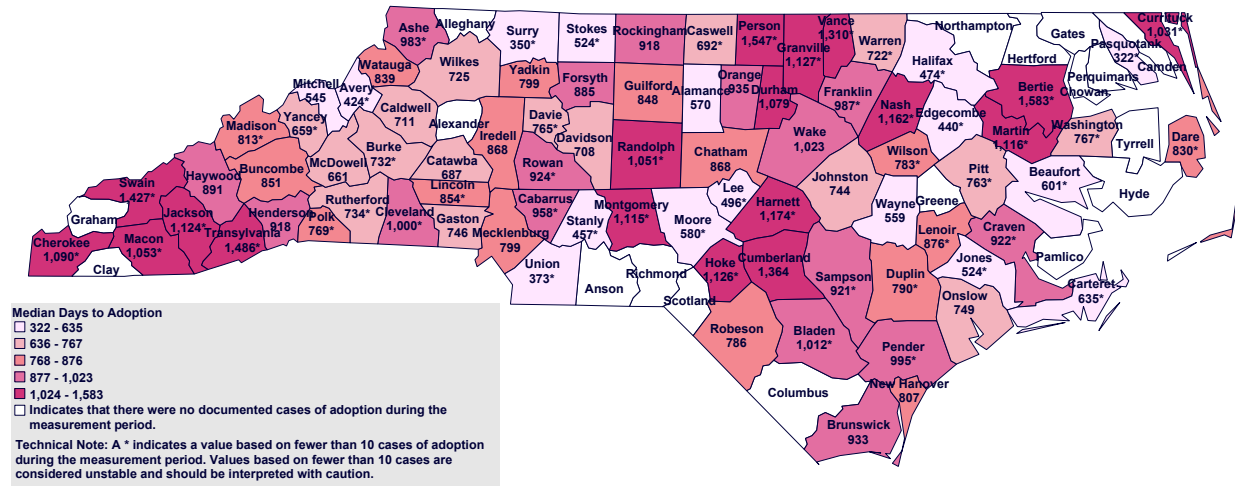 Ashe
983*
Alleghany
Surry
350*
Stokes
524*
Rockingham
918
Caswell
692*
Person
1,547*
Granville
1,127*
Vance
1,310*
Warren
722*
Northampton
Halifax
474*
Hertford
Gates
Currituck
1,031*
Pasquotank
322*
Camden
Perquimans
Chowan
Bertie
1,583*
Watauga
839
Wilkes
725
Yadkin
799
Forsyth
885
Guilford
848
Alamance
570
Orange
935
Durham
1,079
Franklin
987*
Nash
1,162*
Edgecombe
440*
Martin
1,116*
Washington
767*
Tyrrell
Dare
830*
Mitchell
545
Avery
424*
Caldwell
711
Alexander
Iredell
868
Davie
765*
Davidson
708
Randolph
1,051*
Chatham
868
Wake
1,023
Wilson
783*
Pitt
763*
Beaufort
601*
Hyde
Madison
813*
Yancey
659*
McDowell
661
Burke
732*
Catawba
687
Rowan
924*
Johnston
744
Wayne
559
Greene
Swain
1,427*
Haywood
891
Buncombe
851
Rutherford
734*
Lincoln
854*
Cabarrus
958*
Stanly
457*
Montgomery
1,115*
Moore
580*
Lee
496*
Harnett
1,174*
Lenoir
876*
Craven
922*
Pamlico
Graham
Jackson
1,124*
Henderson
918
Polk
769*
Cleveland
1,000*
Gaston
746
Mecklenburg
799
Cherokee
1,090*
Clay
Macon
1,053*
Transylvania
1,486*
Union
373*
Anson
Richmond
Scotland
Hoke
1,126*
Cumberland
1,364
Sampson
921*
Duplin
790*
Jones
524*
Onslow
749
Carteret
635*
Robeson
786
Bladen
1,012*
Pender
995*
Columbus
New Hanover
807
Brunswick
933
Median Days to Adoption
322 - 635
636 - 767
768 - 876
877 - 1,023
1,024 - 1,583
Indicates that there were no documented cases of adoption during the
measurement period.
Technical Note: A * indicates a value based on fewer than 10 cases of adoption
during the measurement period. Values based on fewer than 10 cases are
considered unstable and should be interpreted with caution.